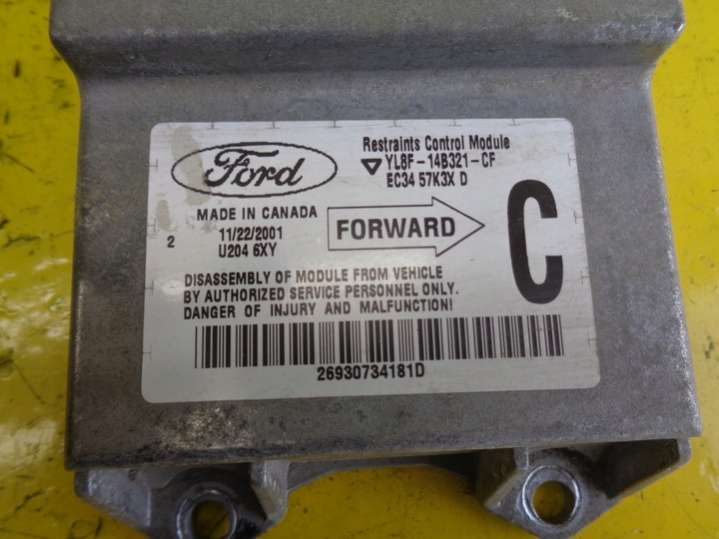 Ford
Restraints Control Module
YL8F-14B321-CF
EC34 57K3X D
MADE IN CANADA
11/22/2001
2
U204 6XY
FORWARD
C
DISASSEMBLY OF MODULE FROM VEHICLE
BY AUTHORIZED SERVICE PERSONNEL ONLY.
DANGER OF INJURY AND MALFUNCTION!
26930734181D